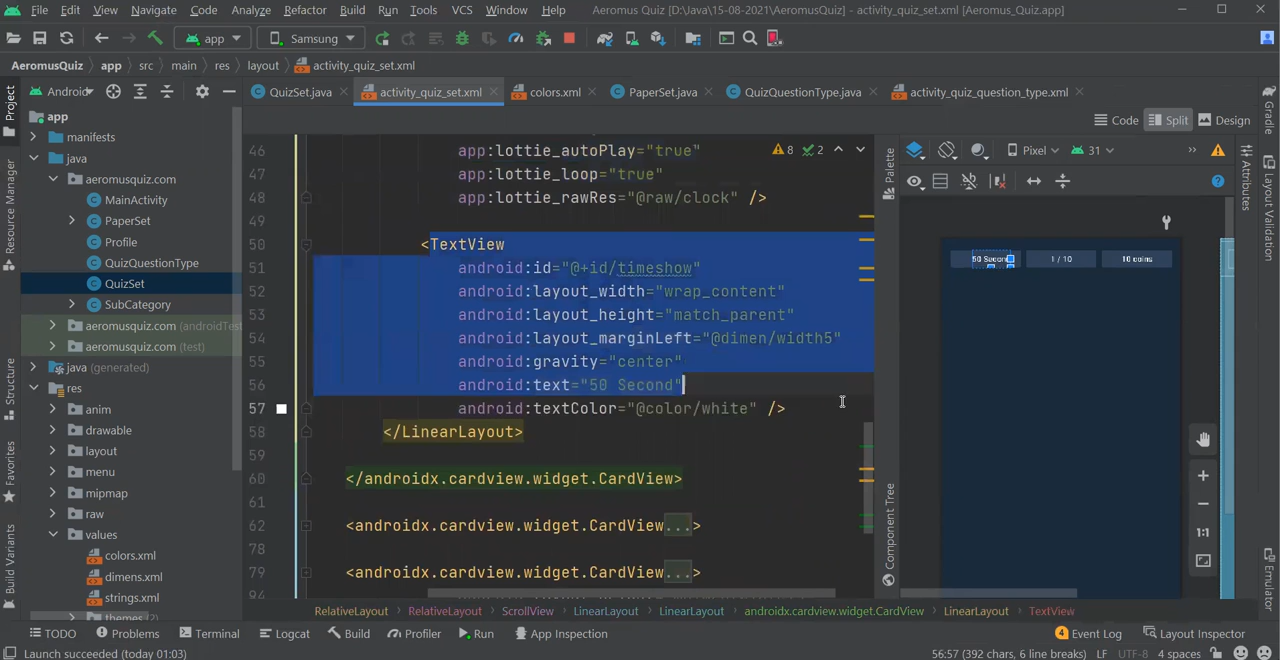 File Edit View Navigate Code Analyze Refactor Build Run Tools VCS Window Help Aeromus Quiz [D:\Java\15-08-2021\AeromusQuiz] - activity_quiz_set.xml [Aeromus_Quiz.app]
app Samsung
AeromusQuiz app src main res layout activity_quiz_set.xml
Android QuizSet.java activity_quiz_set.xml colors.xml PaperSet.java QuizQuestionType.java activity_quiz_question_type.xml
Code Split Design
Project
Resource Manager
Structure
Favorites
Build Variants
app
manifests
java
aeromusquiz.com
MainActivity
PaperSet
Profile
QuizQuestionType
QuizSet
SubCategory
aeromusquiz.com (androidTest
aeromusquiz.com (test)
java (generated)
res
anim
drawable
layout
menu
mipmap
raw
values
colors.xml
dimens.xml
strings.xml
themes
46 app:lottie_autoPlay="true"
47 app:lottie_loop="true"
48 app:lottie_rawRes="@raw/clock" />
49
50 <TextView
51 android:id="@+id/timeshow"
52 android:layout_width="wrap_content"
53 android:layout_height="match_parent"
54 android:layout_marginLeft="@dimen/width5"
55 android:gravity="center"
56 android:text="50 Second"
57 android:textColor="@color/white" />
58 </LinearLayout>
59
60 </androidx.cardview.widget.CardView>
61
62 <androidx.cardview.widget.CardView...>
78
79 <androidx.cardview.widget.CardView...>
94
8 2
Palette
Component Tree
Pixel 31
50 Second 1 / 10 10 coins
1:1
Attributes
Gradle
Layout Validation
Emulator
RelativeLayout RelativeLayout ScrollView LinearLayout LinearLayout androidx.cardview.widget.CardView LinearLayout TextView
TODO Problems Terminal Logcat Build Profiler Run App Inspection 4 Event Log Layout Inspector
Launch succeeded (today 01:03) 56:57 (392 chars, 6 line breaks) LF UTF-8 4 spaces